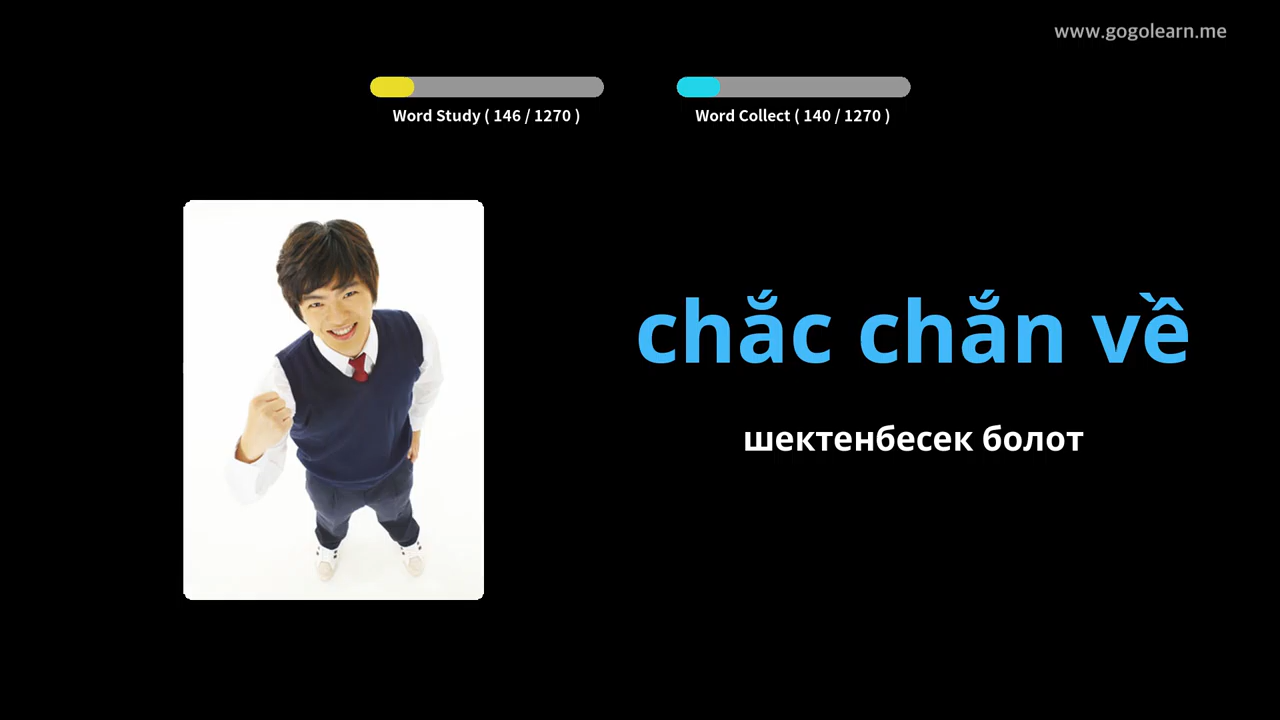 www.gogolearn.me
Word Study ( 146 / 1270 )
Word Collect ( 140 / 1270 )
chắc chắn về
шектенбесек болот